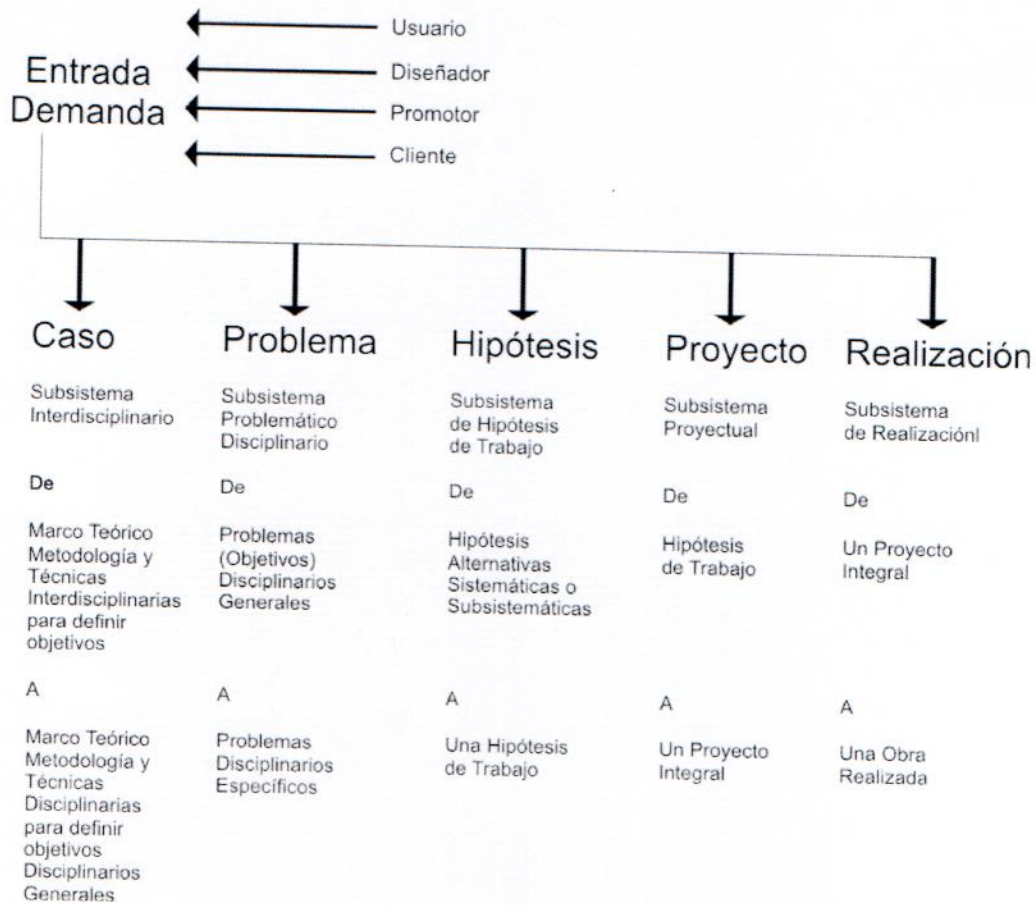 Usuario
Diseñador
Promotor
Cliente
Entrada
Demanda
Caso
Subsistema
Interdisciplinario
De
Marco Teórico
Metodología y
Técnicas
Interdisciplinarias
para definir
objetivos
A
Marco Teórico
Metodología y
Técnicas
Disciplinarias
para definir
objetivos
Disciplinarios
Generales
Problema
Subsistema
Problemático
Disciplinario
De
Problemas
(Objetivos)
Disciplinarios
Generales
A
Problemas
Disciplinarios
Específicos
Hipótesis
Subsistema
de Hipótesis
de Trabajo
De
Hipótesis
Alternativas
Sistemáticas o
Subsistemáticas
A
Una Hipótesis
de Trabajo
Proyecto
Subsistema
Proyectual
De
Hipótesis
de Trabajo
A
Un Proyecto
Integral
Realización
Subsistema
de Realizaciónl
De
Un Proyecto
Integral
A
Una Obra
Realizada